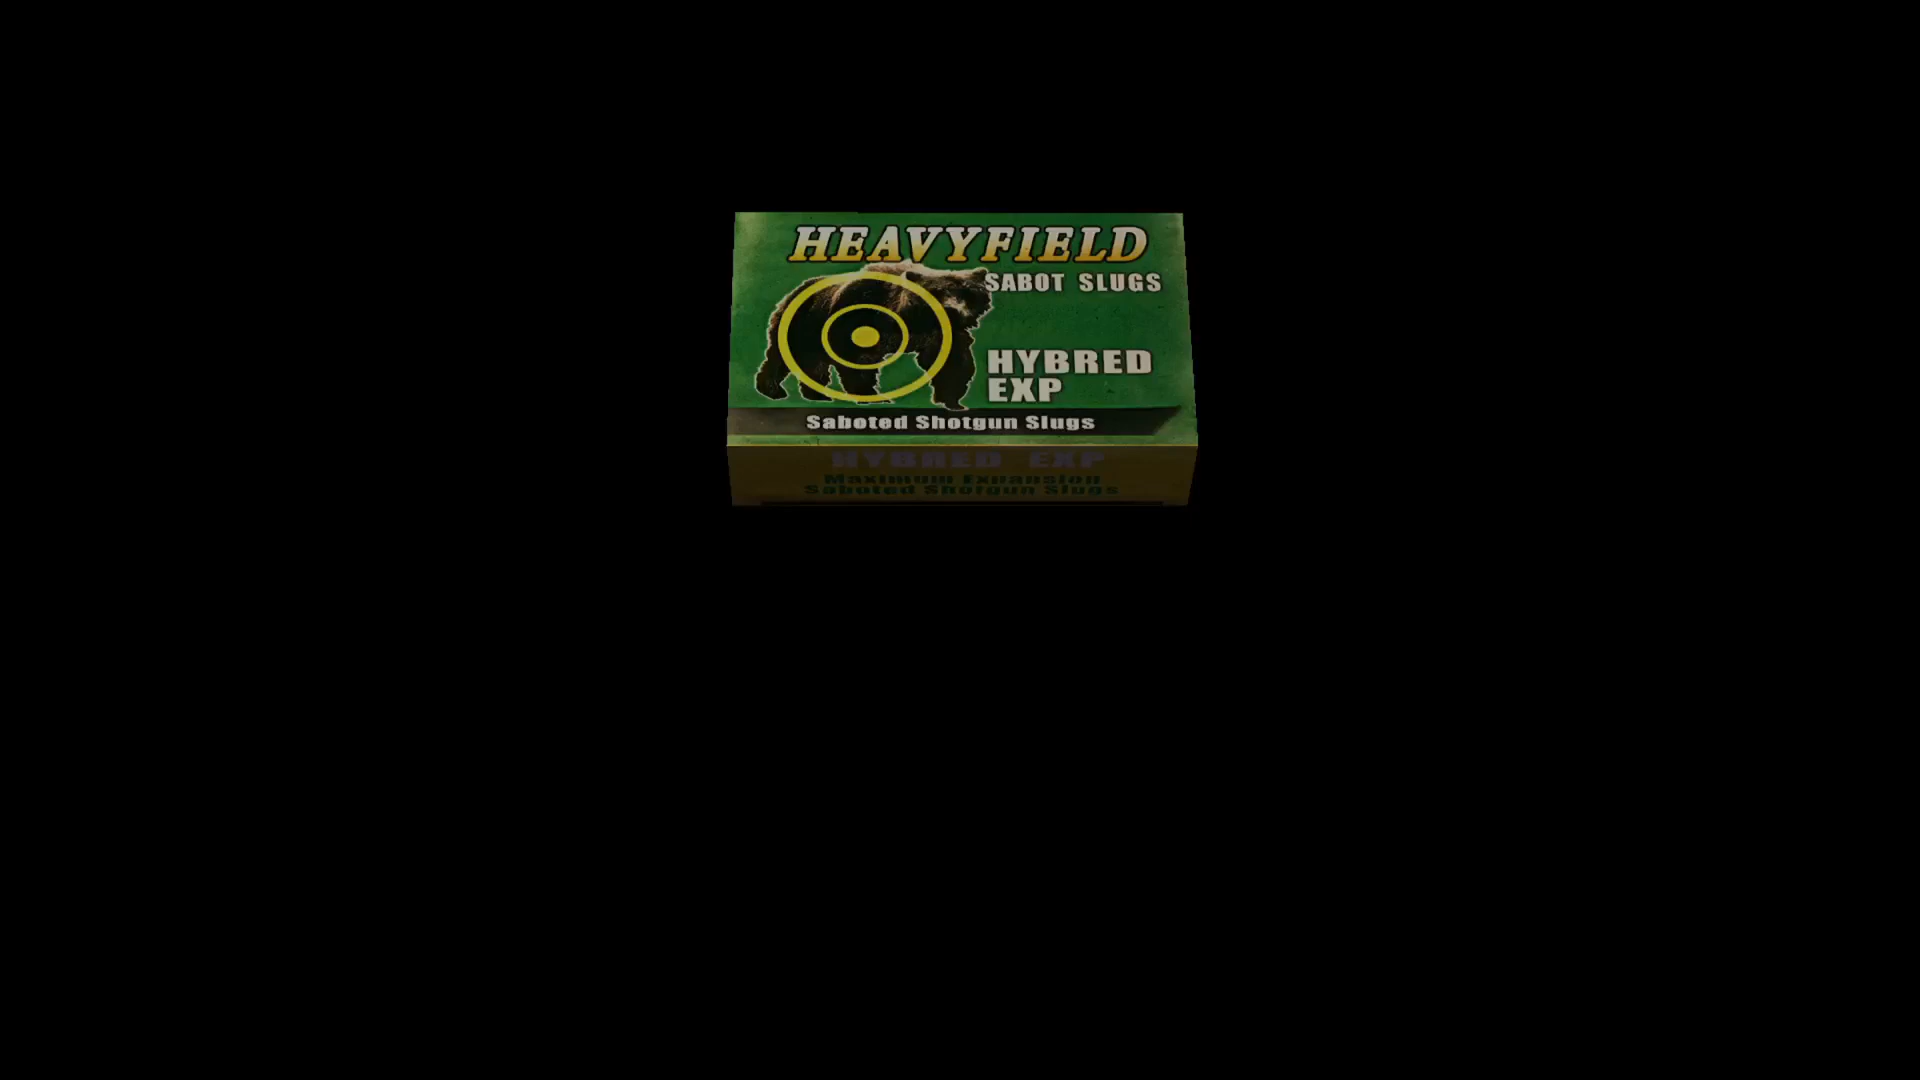 HEAVYFIELD
SABOT SLUGS
HYBRED
EXP
Saboted Shotgun Slugs
HYBRED EXP
Maximum Expansion
Saboted Shotgun Slugs